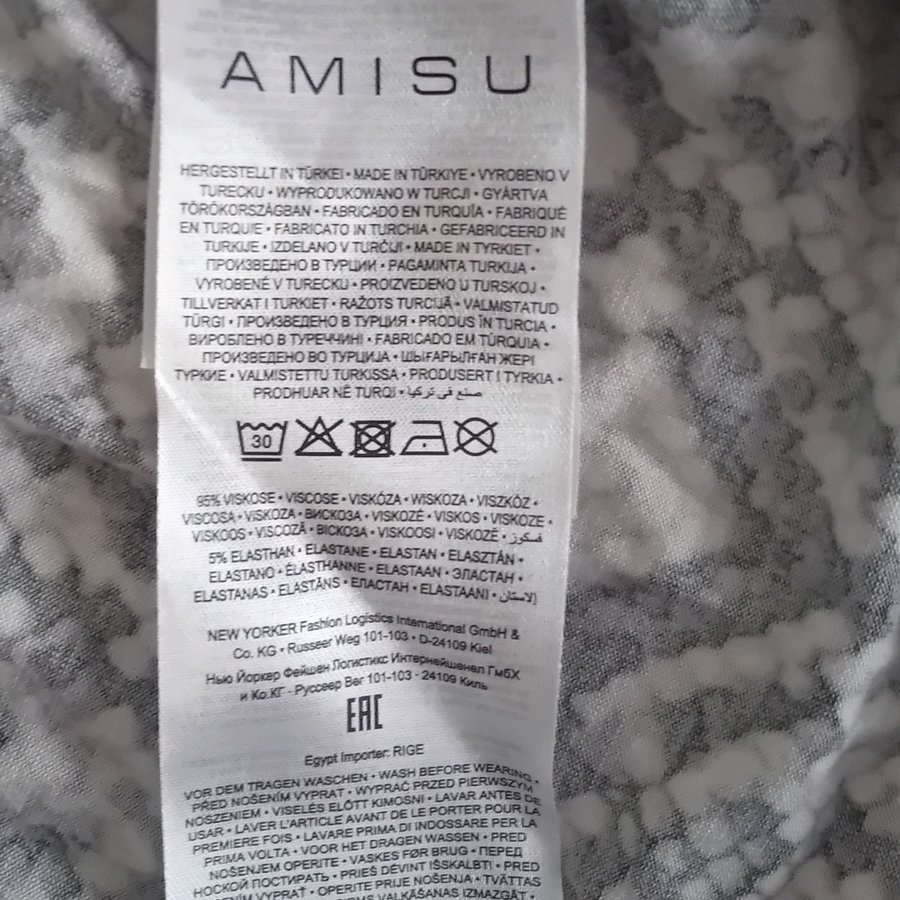 AMISU
HERGESTELLT IN TÜRKEI • MADE IN TÜRKIYE • VYROBENO V
TURECKU • WYPRODUKOWANO W TURCJI • GYÁRTVA
TÖRÖKORSZÁGBAN • FABRICADO EN TURQUÍA • FABRIQUÉ
EN TURQUIE • FABRICATO IN TURCHIA • GEFABRICEERD IN
TURKIJE • IZDELANO V TURČIJI • MADE IN TYRKIET •
ПРОИЗВЕДЕНО В ТУРЦИИ • PAGAMINTA TURKIJA •
VYROBENÉ V TURECKU • PROIZVEDENO U TURSKOJ •
TILLVERKAT I TURKIET • RAŽOTS TURCIJĀ • VALMISTATUD
TÜRGI • ПРОИЗВЕДЕНО В ТУРЦИЯ • PRODUS ÎN TURCIA •
ВИРОБЛЕНО В ТУРЕЧЧИНІ • FABRICADO EM TURQUIA •
ПРОИЗВЕДЕНО ВО ТУРЦИЈА • ШЫҒАРЫЛҒАН ЖЕРІ
ТУРКИЕ • VALMISTETTU TURKISSA • PRODUSERT I TYRKIA •
PRODHUAR NË TURQI • صنع في تركيا
30
95% VISKOSE • VISCOSE • VISKÓZA • WISKOZA • VISZKÓZ •
VISCOSA • VISKOZA • ВИСКОЗА • VISKOZĖ • VISKOS • VISKOZE •
VISKOOS • VISCOZĂ • ВІСКОЗА • VISKOOSI • VISKOZË • فسكوز
5% ELASTHAN • ELASTANE • ELASTAN • ELASZTÁN •
ELASTANO • ÉLASTHANNE • ELASTAAN • ЭЛАСТАН •
ELASTANAS • ELASTĀNS • ЕЛАСТАН • ELASTAANI • إلاستان
NEW YORKER Fashion Logistics International GmbH &
Co. KG • Russeer Weg 101-103 • D-24109 Kiel
Нью Йоркер Фейшен Логистикс Интернейшенел ГмбХ
и Ко.КГ · Руссеер Вег 101-103 · 24109 Киль
EAC
Egypt Importer: RIGE
VOR DEM TRAGEN WASCHEN • WASH BEFORE WEARING •
PŘED NOŠENÍM VYPRAT • WYPRAĆ PRZED PIERWSZYM
NOSZENIEM • VISELÉS ELŐTT KIMOSNI • LAVAR ANTES DE
USAR • LAVER L'ARTICLE AVANT DE LE PORTER POUR LA
PREMIERE FOIS • LAVARE PRIMA DI INDOSSARE PER LA
PRIMA VOLTA • VOOR HET DRAGEN WASSEN • PRED
NOŠENJEM OPERITE • VASKES FØR BRUG • ПЕРЕД
НОСКОЙ ПОСТИРАТЬ • PRIEŠ DĖVINT IŠSKALBTI • PRED
VYPRAŤ • OPERITE PRIJE NOŠENJA • TVÄTTAS
VALKĀŠANAS IZMAZGĀT •